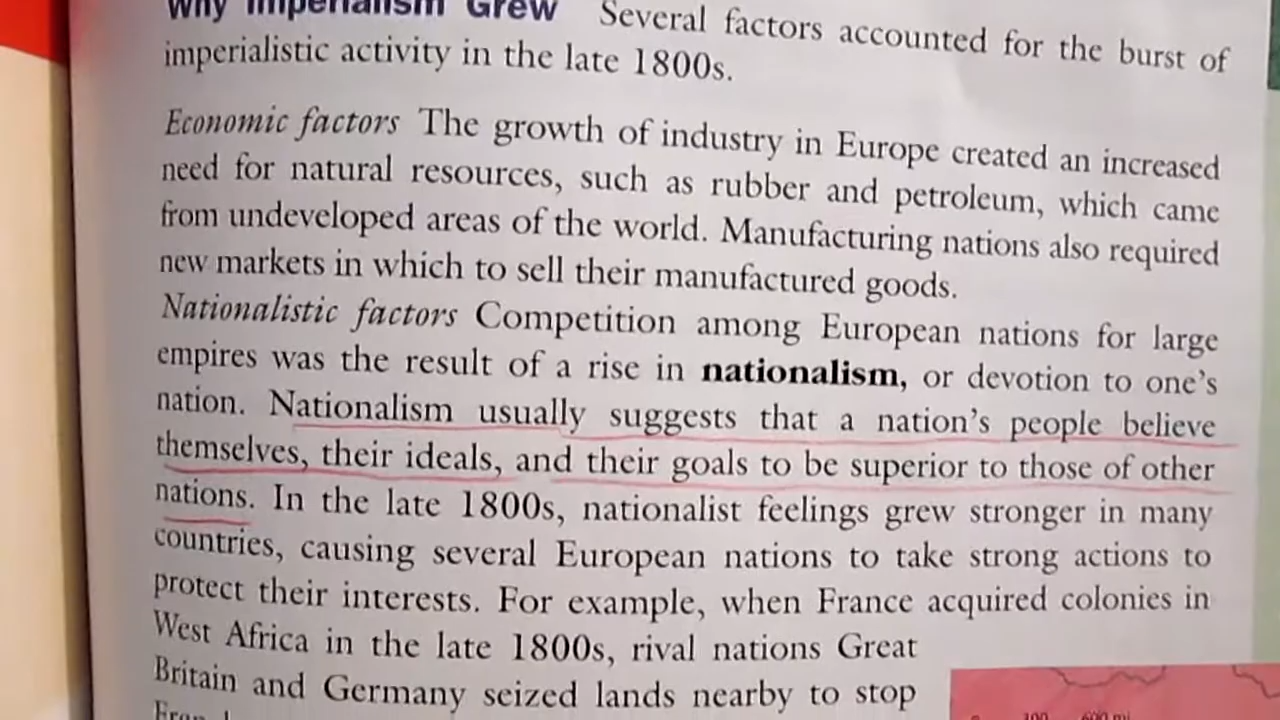 Why Imperialism Grew Several factors accounted for the burst of
imperialistic activity in the late 1800s.
Economic factors The growth of industry in Europe created an increased
need for natural resources, such as rubber and petroleum, which came
from undeveloped areas of the world. Manufacturing nations also required
new markets in which to sell their manufactured goods.
Nationalistic factors Competition among European nations for large
empires was the result of a rise in nationalism, or devotion to one's
nation. Nationalism usually suggests that a nation's people believe
themselves, their ideals, and their goals to be superior to those of other
nations. In the late 1800s, nationalist feelings grew stronger in many
countries, causing several European nations to take strong actions to
protect their interests. For example, when France acquired colonies in
West Africa in the late 1800s, rival nations Great
Britain and Germany seized lands nearby to stop